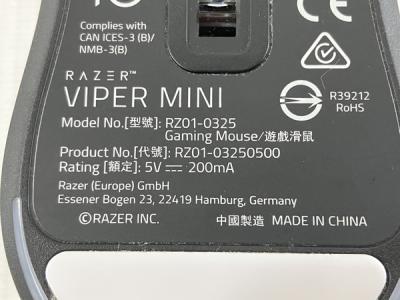 Complies with
CAN ICES-3 (B)/
NMB-3(B)
RAZER™
VIPER MINI
R39212
RoHS
Model No.[型號]: RZ01-0325
Gaming Mouse/遊戲滑鼠
Product No.[代號]: RZ01-03250500
Rating [額定]: 5V⎓200mA
Razer (Europe) GmbH
Essener Bogen 23, 22419 Hamburg, Germany
©RAZER INC. 中國製造 MADE IN CHINA